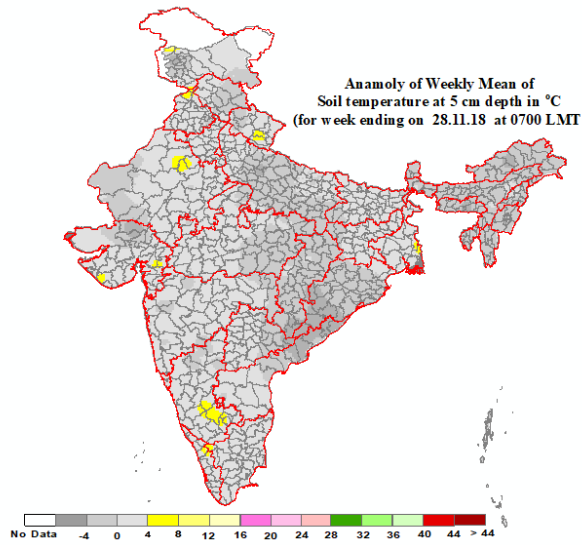 Anamoly of Weekly Mean of
Soil temperature at 5 cm depth in °C
(for week ending on 28.11.18 at 0700 LMT
No Data -4 0 4 8 12 16 20 24 28 32 36 40 44 > 44